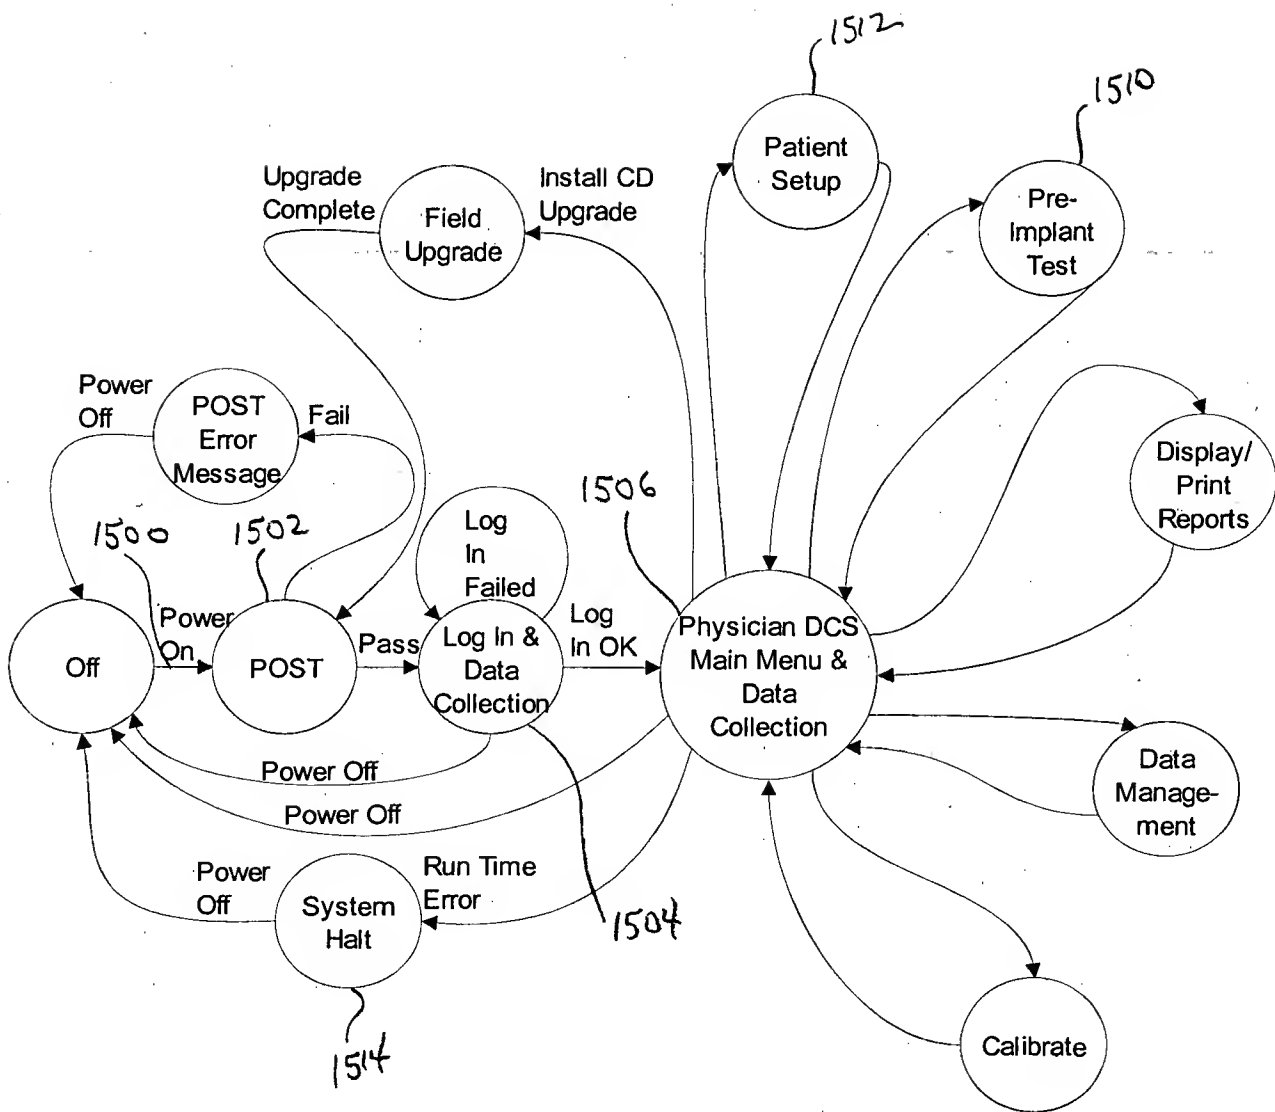 1512
1510
Patient
Setup
Upgrade
Complete
Field
Upgrade
Install CD
Upgrade
Pre-
Implant
Test
Power
Off
POST
Error
Message
Fail
Display/
Print
Reports
1500
1502
Log
In
Failed
1506
Off
Power
On
POST
Pass
Log In &
Data
Collection
Log
In OK
Physician DCS
Main Menu &
Data
Collection
Power Off
Power Off
Data
Manage-
ment
Power
Off
System
Halt
Run Time
Error
1504
1514
Calibrate